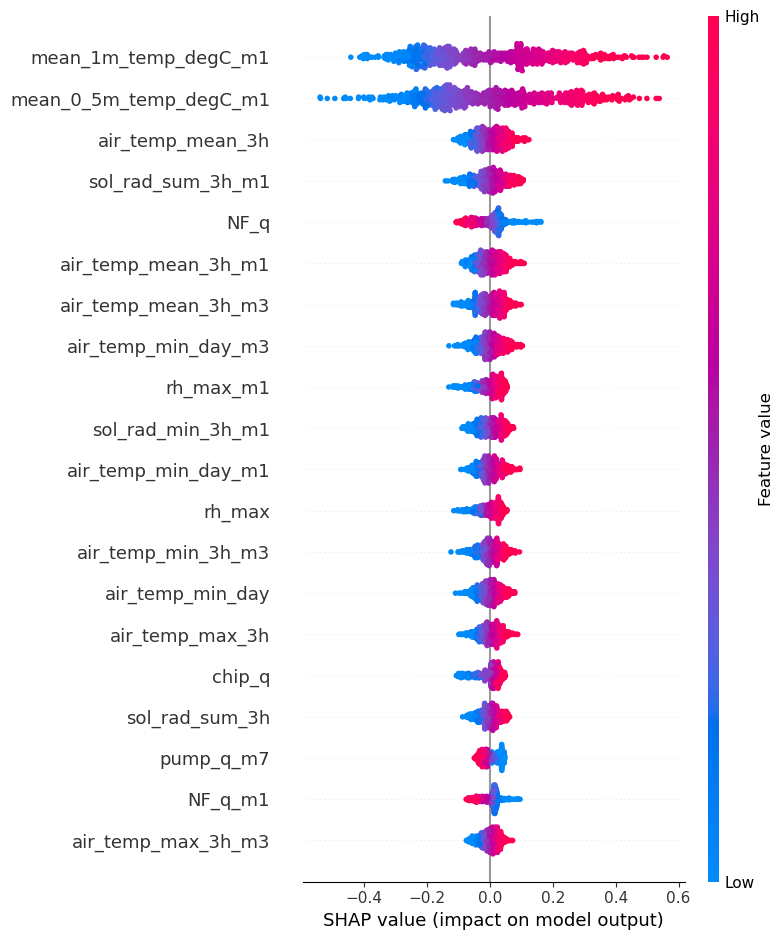 High
mean_1m_temp_degC_m1
mean_0_5m_temp_degC_m1
air_temp_mean_3h
sol_rad_sum_3h_m1
NF_q
air_temp_mean_3h_m1
air_temp_mean_3h_m3
air_temp_min_day_m3
rh_max_m1
sol_rad_min_3h_m1
air_temp_min_day_m1
rh_max
air_temp_min_3h_m3
air_temp_min_day
air_temp_max_3h
chip_q
sol_rad_sum_3h
pump_q_m7
NF_q_m1
air_temp_max_3h_m3
Feature value
Low
−0.4 −0.2 0.0 0.2 0.4 0.6
SHAP value (impact on model output)